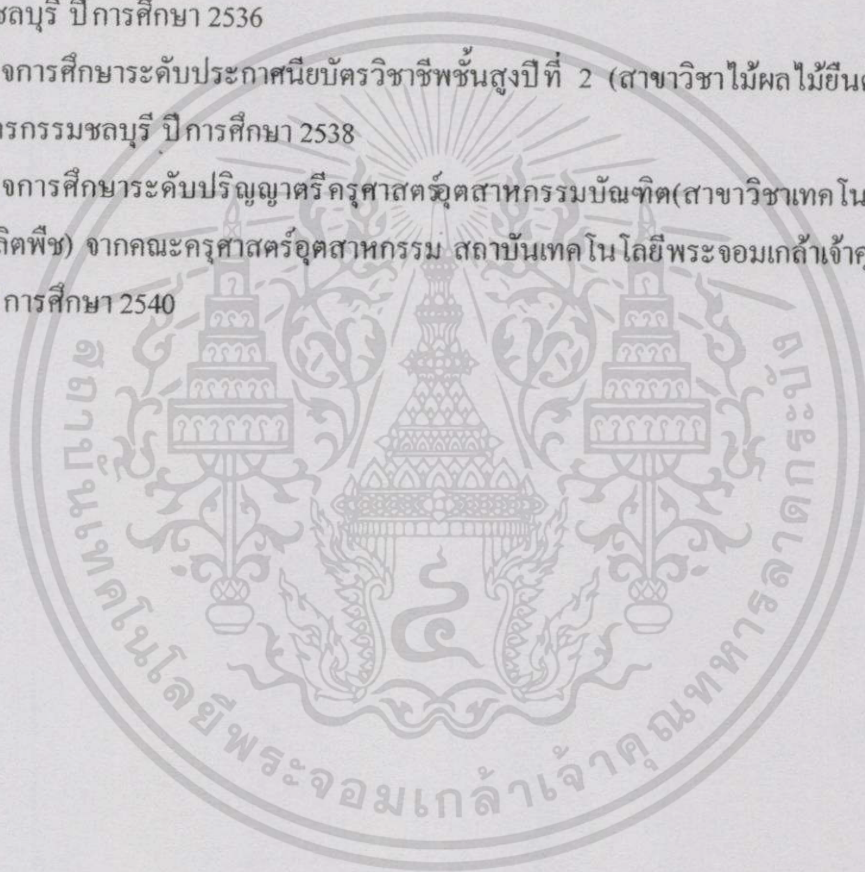 ชลบุรี ปีการศึกษา 2536
จการศึกษาระดับประกาศนียบัตรวิชาชีพชั้นสูงปีที่ 2 (สาขาวิชาไม้ผลไม้ยืนต
ารกรรมชลบุรี ปีการศึกษา 2538
จการศึกษาระดับปริญญาตรีครุศาสตร์อุตสาหกรรมบัณฑิต(สาขาวิชาเทคโน
ลิตพืช) จากคณะครุศาสตร์อุตสาหกรรม สถาบันเทคโนโลยีพระจอมเกล้าเจ้าคุ
การศึกษา 2540
สถาบันเทคโนโลยีพระจอมเกล้าเจ้าคุณทหารลาดกระบัง
๔